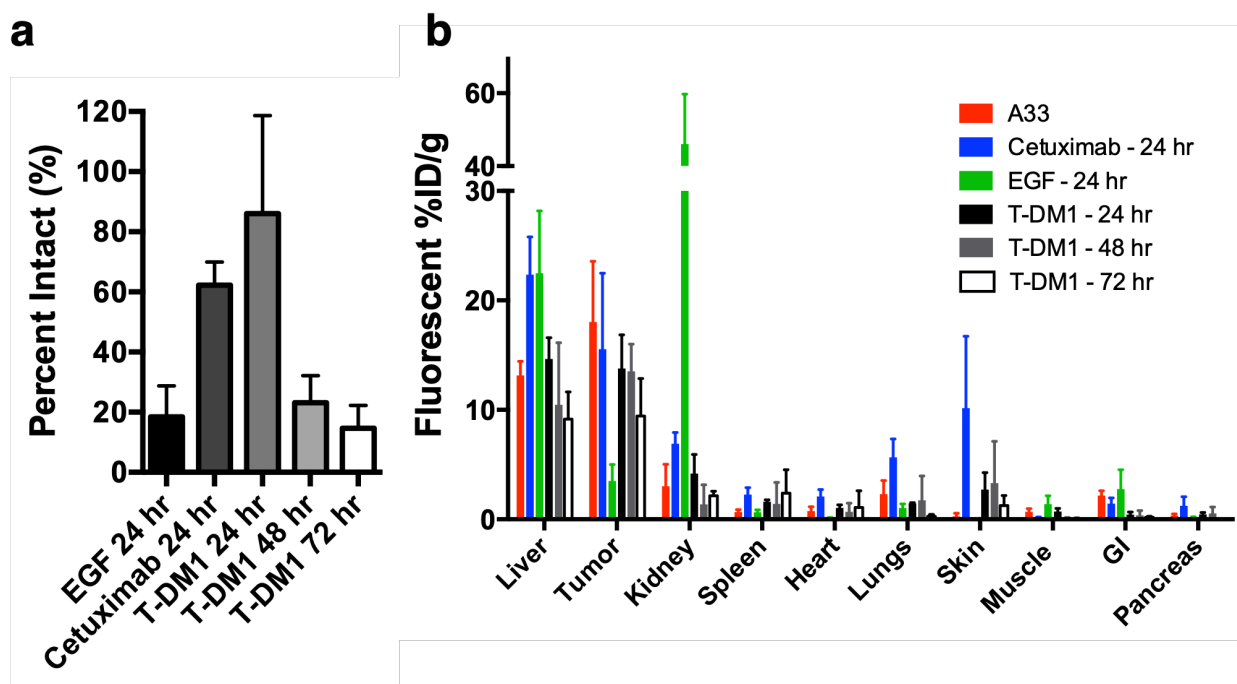 a
Percent Intact (%)
120
100
80
60
40
20
0
EGF 24 hr
Cetuximab 24 hr
T-DM1 24 hr
T-DM1 48 hr
T-DM1 72 hr
b
Fluorescent %ID/g
60
40
30
20
10
0
A33
Cetuximab - 24 hr
EGF - 24 hr
T-DM1 - 24 hr
T-DM1 - 48 hr
T-DM1 - 72 hr
Liver
Tumor
Kidney
Spleen
Heart
Lungs
Skin
Muscle
GI
Pancreas